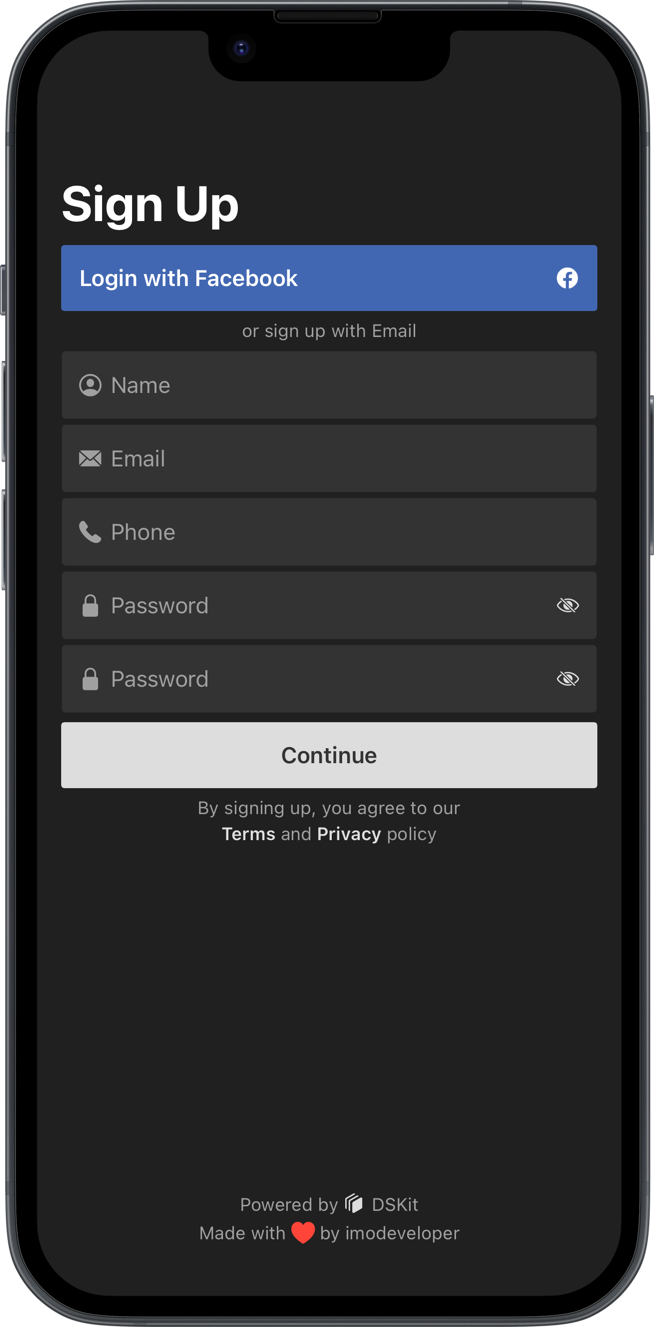 Sign Up
Login with Facebook
or sign up with Email
Name
Email
Phone
Password
Password
Continue
By signing up, you agree to our
Terms and Privacy policy
Powered by DSKit
Made with ❤️ by imodeveloper